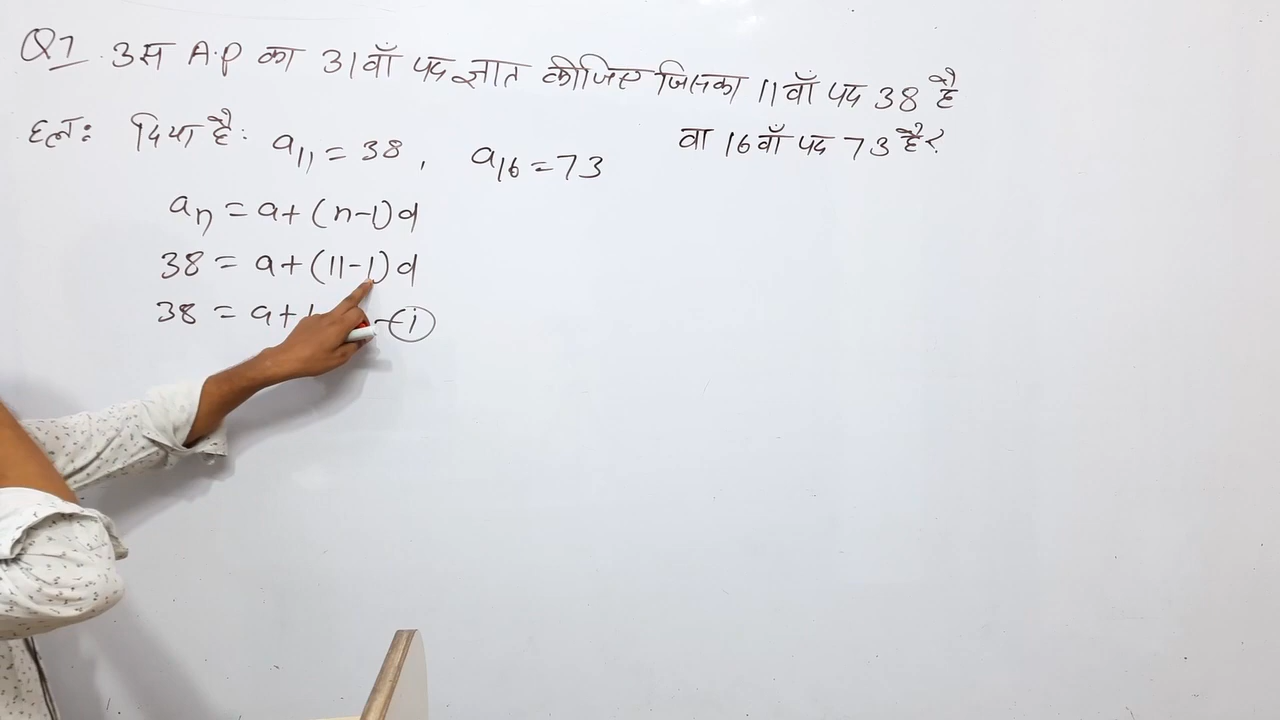 Q7. उस A.P का 31वाँ पद ज्ञात कीजिए जिसका 11वाँ पद 38 है
वा 16वाँ पद 73 है?
हल: दिया है: a11 = 38, a16 = 73
an = a+(n-1)d
38 = a+(11-1)d
38 = a+ -(i)